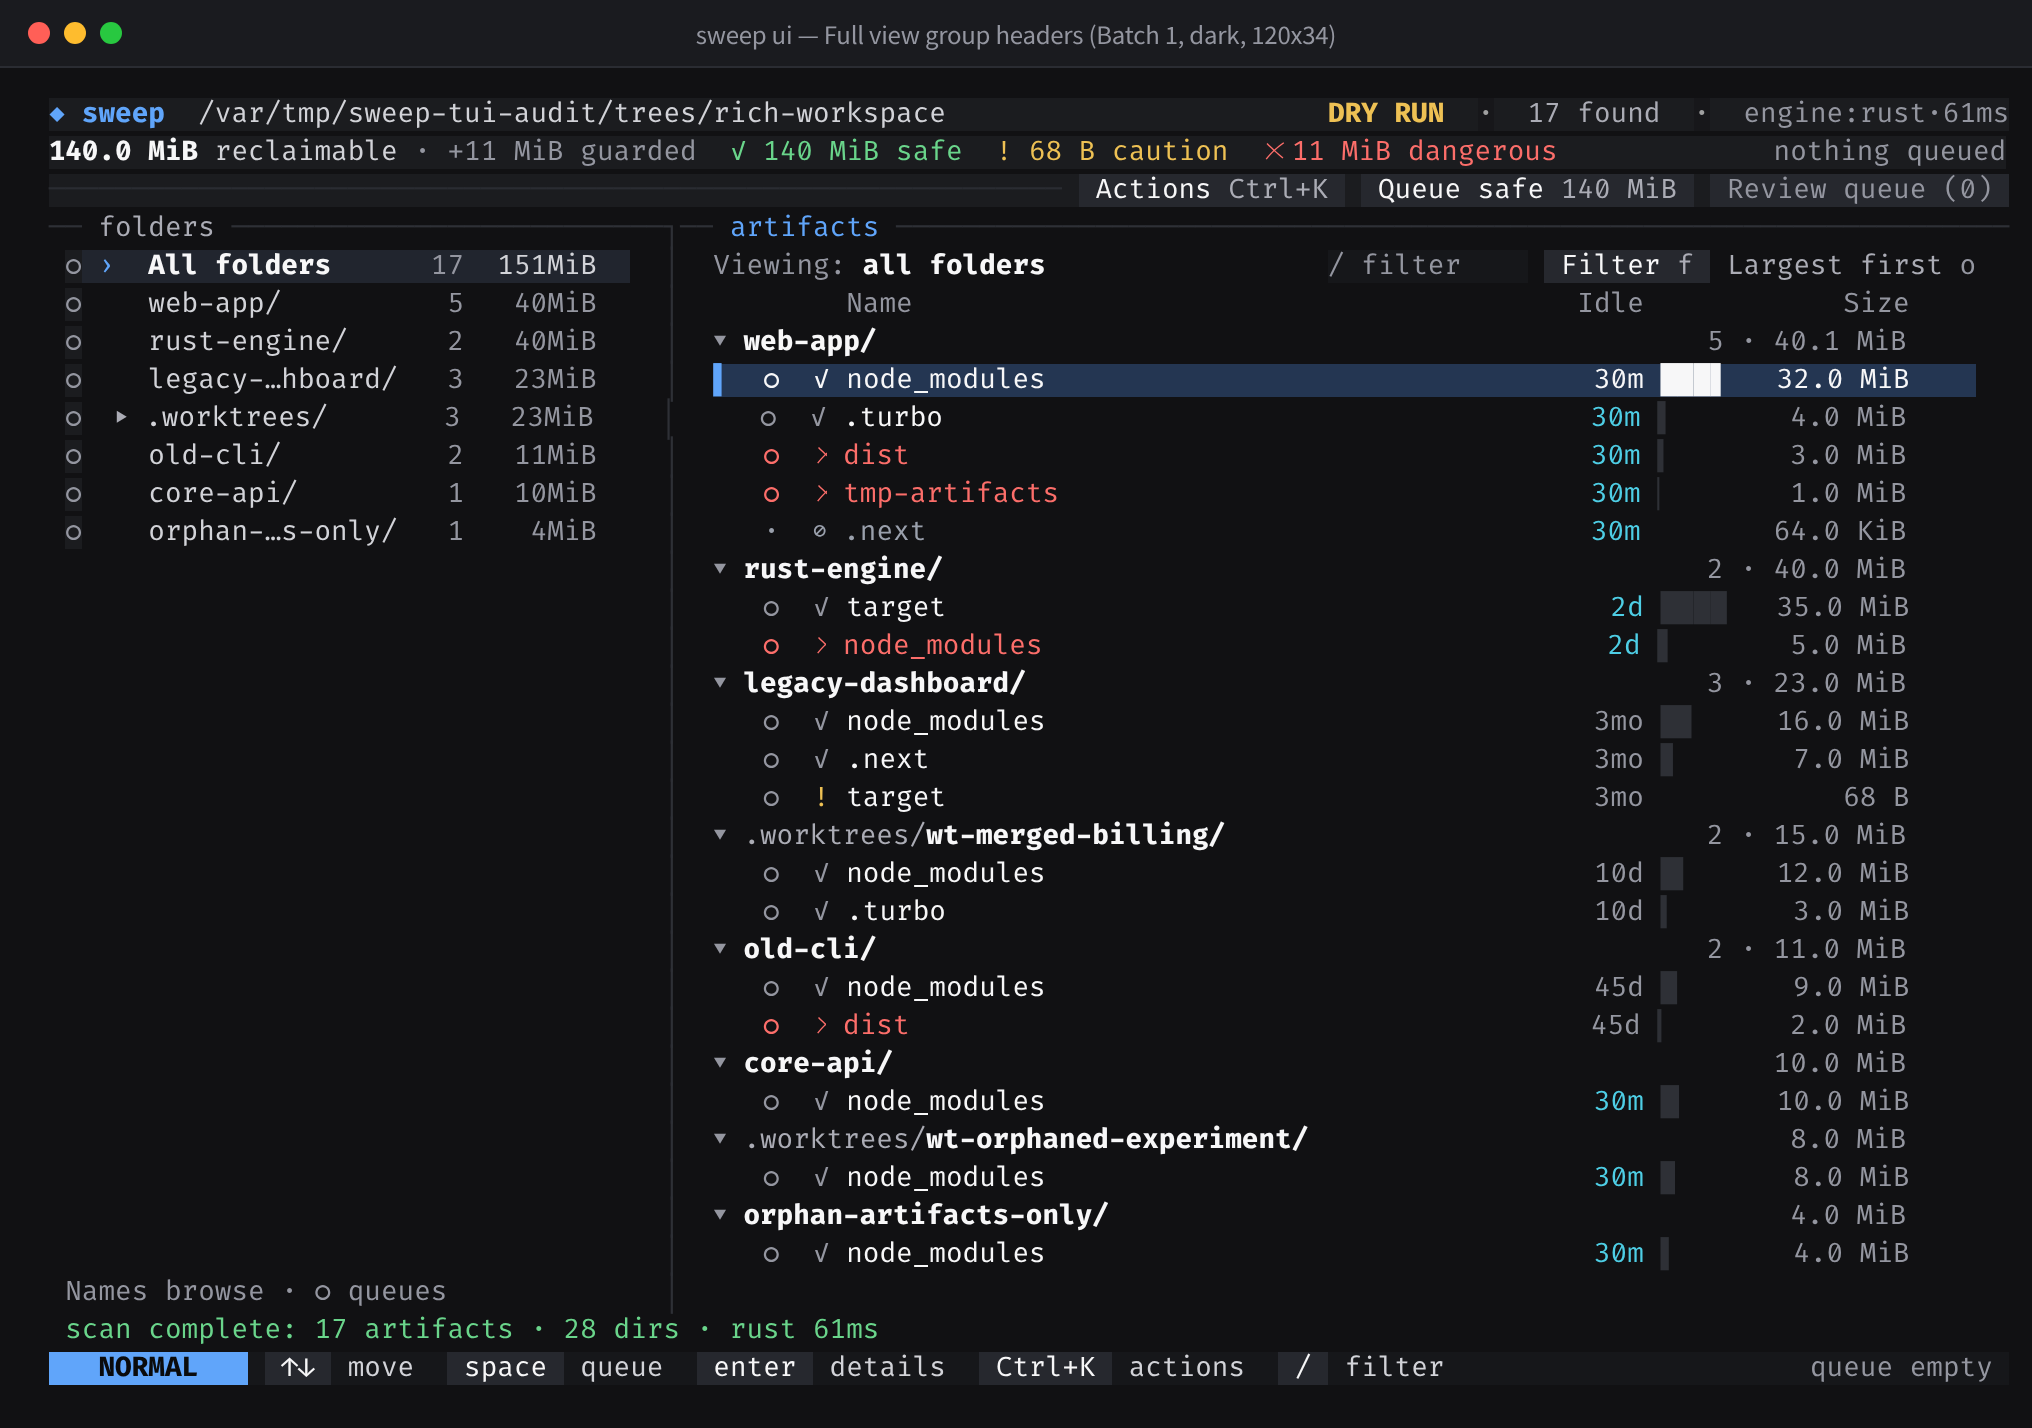 sweep ui — Full view group headers (Batch 1, dark, 120x34)
◆ sweep /var/tmp/sweep-tui-audit/trees/rich-workspace DRY RUN · 17 found · engine:rust·61ms
140.0 MiB reclaimable · +11 MiB guarded √ 140 MiB safe ! 68 B caution ×11 MiB dangerous nothing queued
Actions Ctrl+K Queue safe 140 MiB Review queue (0)
folders
○ › All folders 17 151MiB
○ web-app/ 5 40MiB
○ rust-engine/ 2 40MiB
○ legacy-…hboard/ 3 23MiB
○ ▸ .worktrees/ 3 23MiB
○ old-cli/ 2 11MiB
○ core-api/ 1 10MiB
○ orphan-…s-only/ 1 4MiB
Names browse · ○ queues
artifacts
Viewing: all folders / filter Filter f Largest first o
Name Idle Size
▾ web-app/ 5 · 40.1 MiB
○ √ node_modules 30m 32.0 MiB
○ √ .turbo 30m 4.0 MiB
○ > dist 30m 3.0 MiB
○ > tmp-artifacts 30m 1.0 MiB
· ⊘ .next 30m 64.0 KiB
▾ rust-engine/ 2 · 40.0 MiB
○ √ target 2d 35.0 MiB
○ > node_modules 2d 5.0 MiB
▾ legacy-dashboard/ 3 · 23.0 MiB
○ √ node_modules 3mo 16.0 MiB
○ √ .next 3mo 7.0 MiB
○ ! target 3mo 68 B
▾ .worktrees/wt-merged-billing/ 2 · 15.0 MiB
○ √ node_modules 10d 12.0 MiB
○ √ .turbo 10d 3.0 MiB
▾ old-cli/ 2 · 11.0 MiB
○ √ node_modules 45d 9.0 MiB
○ > dist 45d 2.0 MiB
▾ core-api/ 10.0 MiB
○ √ node_modules 30m 10.0 MiB
▾ .worktrees/wt-orphaned-experiment/ 8.0 MiB
○ √ node_modules 30m 8.0 MiB
▾ orphan-artifacts-only/ 4.0 MiB
○ √ node_modules 30m 4.0 MiB
scan complete: 17 artifacts · 28 dirs · rust 61ms
NORMAL ↑↓ move space queue enter details Ctrl+K actions / filter queue empty